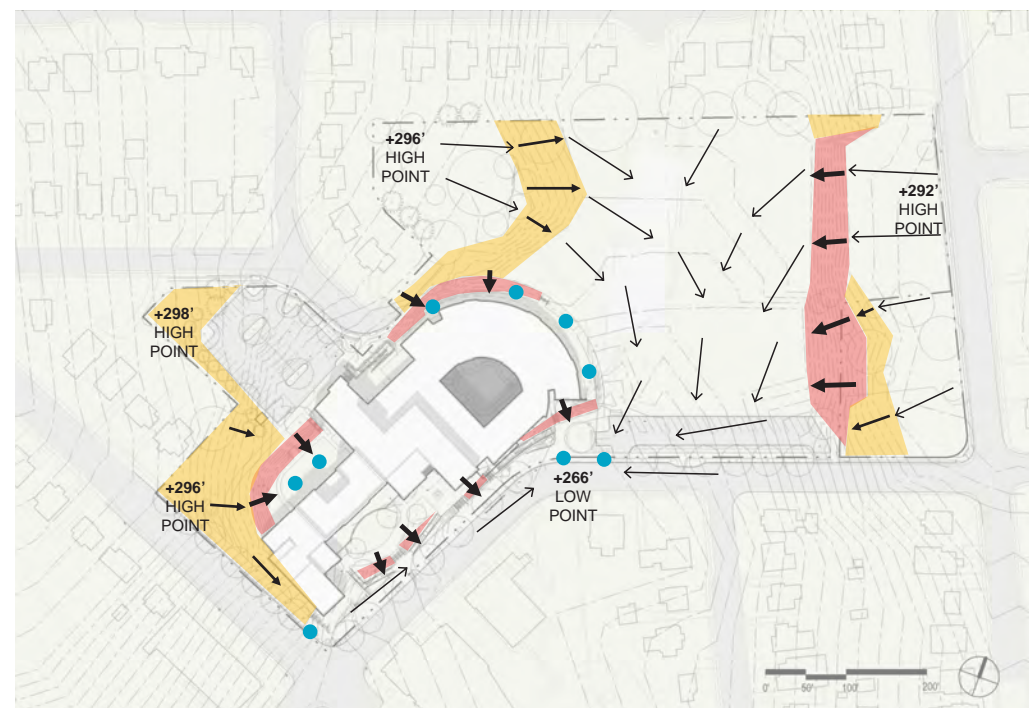 +296'
HIGH
POINT
+292'
HIGH
POINT
+298'
HIGH
POINT
+296'
HIGH
POINT
+266'
LOW
POINT
0' 50' 100' 200'